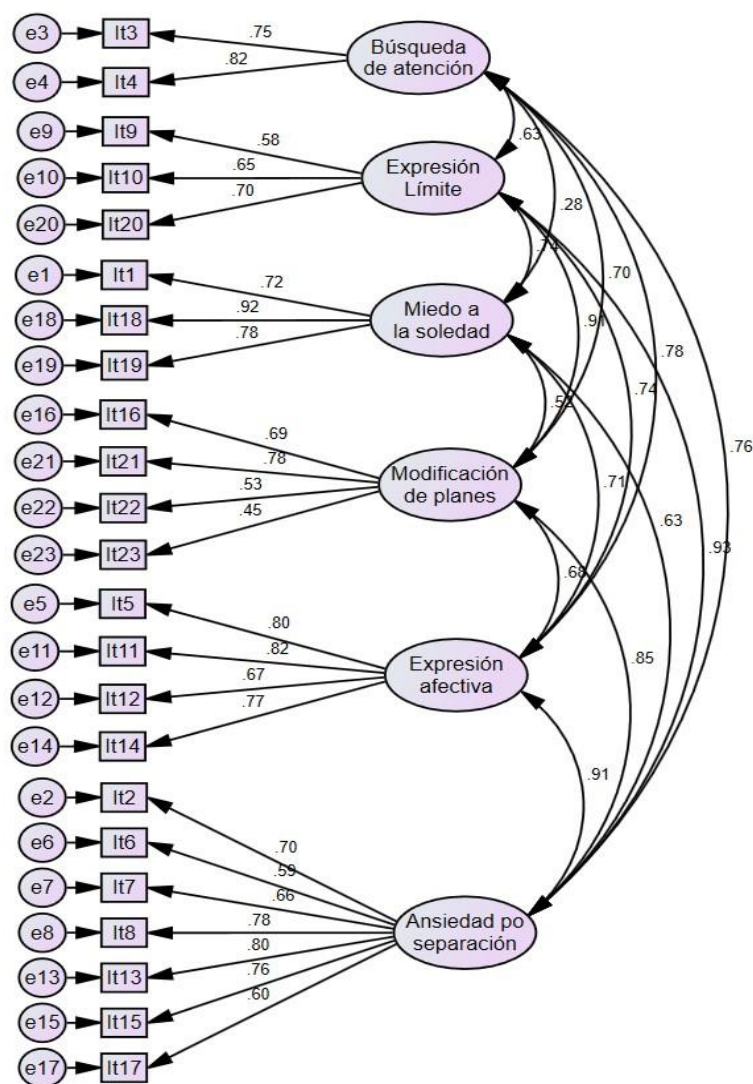 e3 It3 .75
Búsqueda
de atención
e4 It4 .82
e9 It9 .58
.63
e10 It10 .65
Expresión
Límite
e20 It20 .70
.28
.74
.70
e1 It1 .72
e18 It18 .92
Miedo a
la soledad
.91
.78
e19 It19 .78
.74
.52
e16 It16 .69
.76
e21 It21 .78
Modificación
de planes
.71
.63
e22 It22 .53
.93
e23 It23 .45
.68
e5 It5 .80
.85
e11 It11 .82
Expresión
afectiva
e12 It12 .67
e14 It14 .77
.91
e2 It2 .70
e6 It6 .59
e7 It7 .66
e8 It8 .78
Ansiedad po
separación
e13 It13 .80
e15 It15 .76
e17 It17 .60